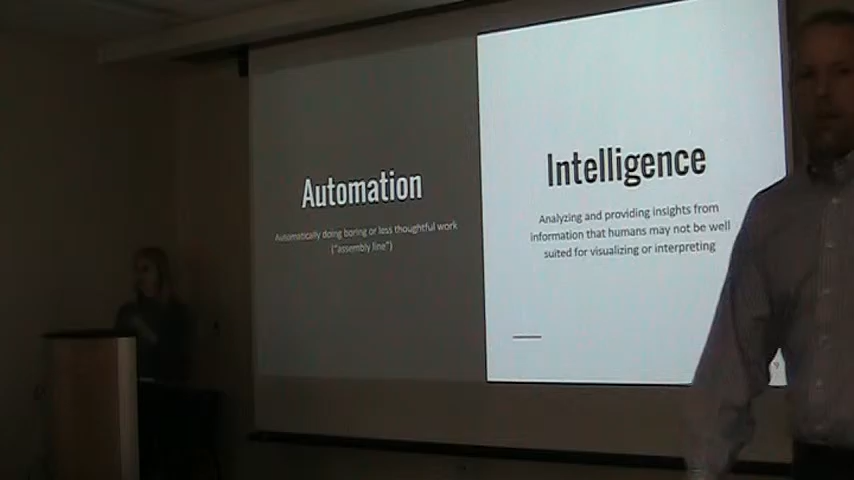 Automation
Automatically doing boring or less thoughtful work
("assembly line")
Intelligence
Analyzing and providing insights from
information that humans may not be well
suited for visualizing or interpreting